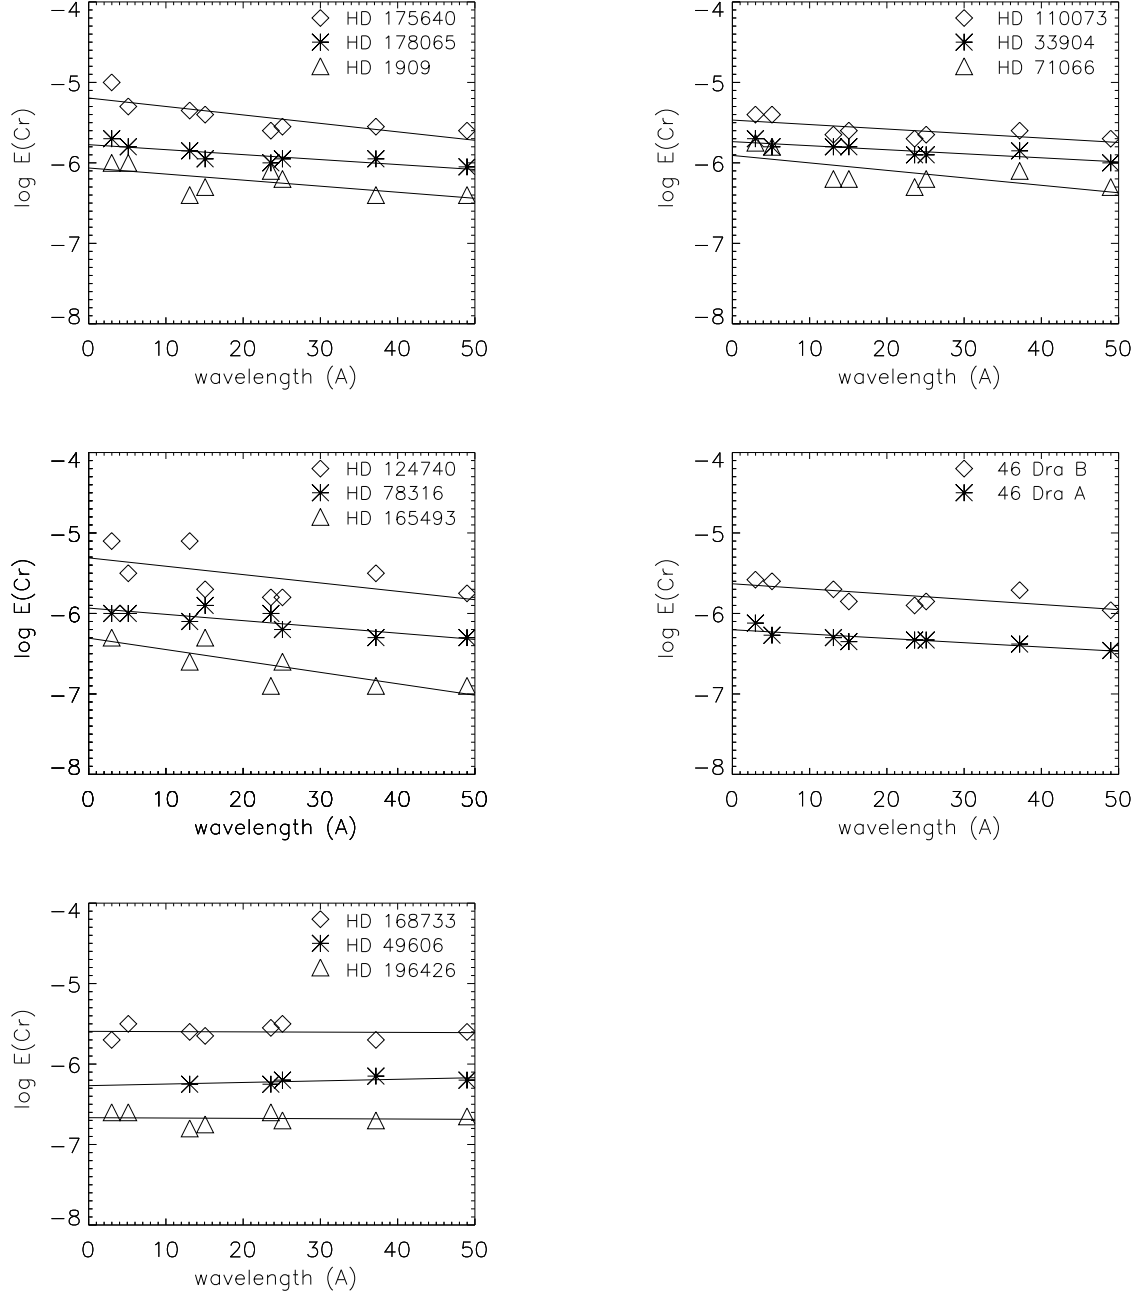 −4
−5
−6
−7
−8
log E(Cr)
HD 175640
HD 178065
HD 1909
0 10 20 30 40 50
wavelength (A)
−4
−5
−6
−7
−8
log E(Cr)
HD 110073
HD 33904
HD 71066
0 10 20 30 40 50
wavelength (A)
−4
−5
−6
−7
−8
log E(Cr)
HD 124740
HD 78316
HD 165493
0 10 20 30 40 50
wavelength (A)
−4
−5
−6
−7
−8
log E(Cr)
46 Dra B
46 Dra A
0 10 20 30 40 50
wavelength (A)
−4
−5
−6
−7
−8
log E(Cr)
HD 168733
HD 49606
HD 196426
0 10 20 30 40 50
wavelength (A)